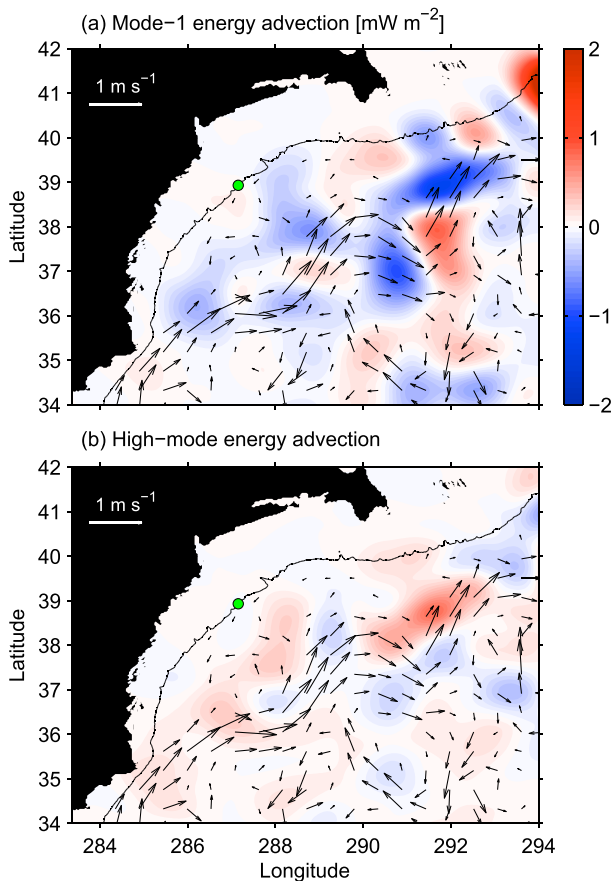 (a) Mode−1 energy advection [mW m−2]
42
41
40
39
38
37
36
35
34
Latitude
1 m s−1
2
1
0
−1
−2
(b) High−mode energy advection
42
41
40
39
38
37
36
35
34
Latitude
1 m s−1
284 286 288 290 292 294
Longitude